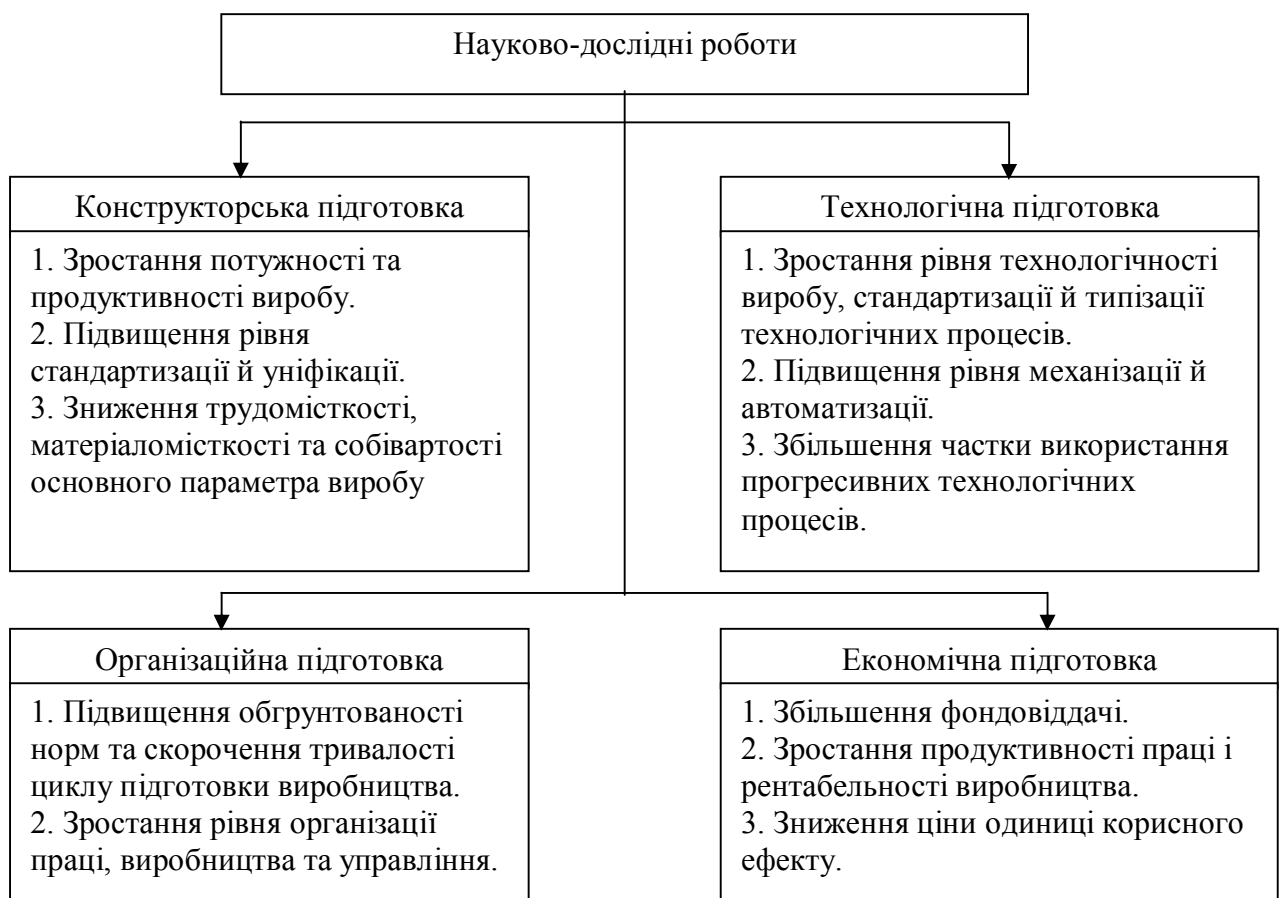 Науково-дослідні роботи
Конструкторська підготовка
1. Зростання потужності та
продуктивності виробу.
2. Підвищення рівня
стандартизації й уніфікації.
3. Зниження трудомісткості,
матеріаломісткості та собівартості
основного параметра виробу
Технологічна підготовка
1. Зростання рівня технологічності
виробу, стандартизації й типізації
технологічних процесів.
2. Підвищення рівня механізації й
автоматизації.
3. Збільшення частки використання
прогресивних технологічних
процесів.
Організаційна підготовка
1. Підвищення обгрунтованості
норм та скорочення тривалості
циклу підготовки виробництва.
2. Зростання рівня організації
праці, виробництва та управління.
Економічна підготовка
1. Збільшення фондовіддачі.
2. Зростання продуктивності праці і
рентабельності виробництва.
3. Зниження ціни одиниці корисного
ефекту.